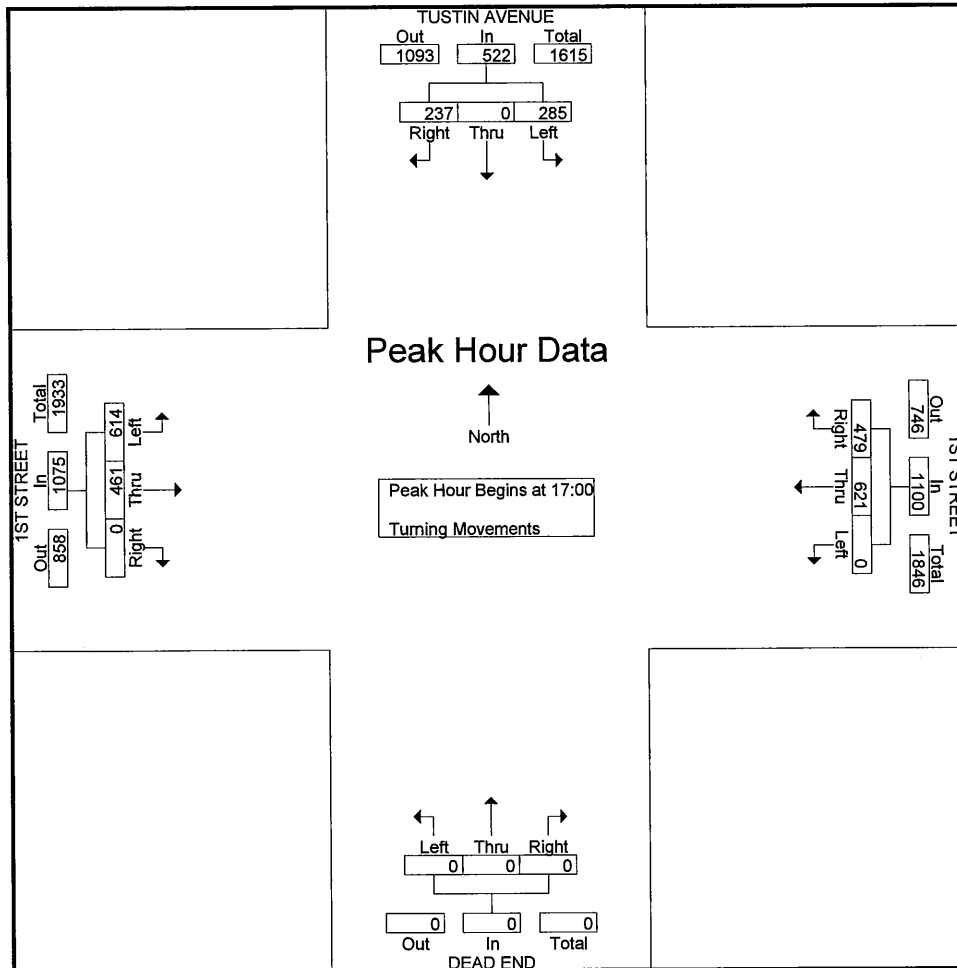 TUSTIN AVENUE
Out In Total
1093 522 1615
237 0 285
Right Thru Left
Peak Hour Data
North
Peak Hour Begins at 17:00
Turning Movements
1ST STREET
Out In Total
858 1075 1933
0 461 614
Right Thru Left
1ST STREET
Out In Total
746 1100 1846
479 621 0
Right Thru Left
Left Thru Right
0 0 0
0 0 0
Out In Total
DEAD END